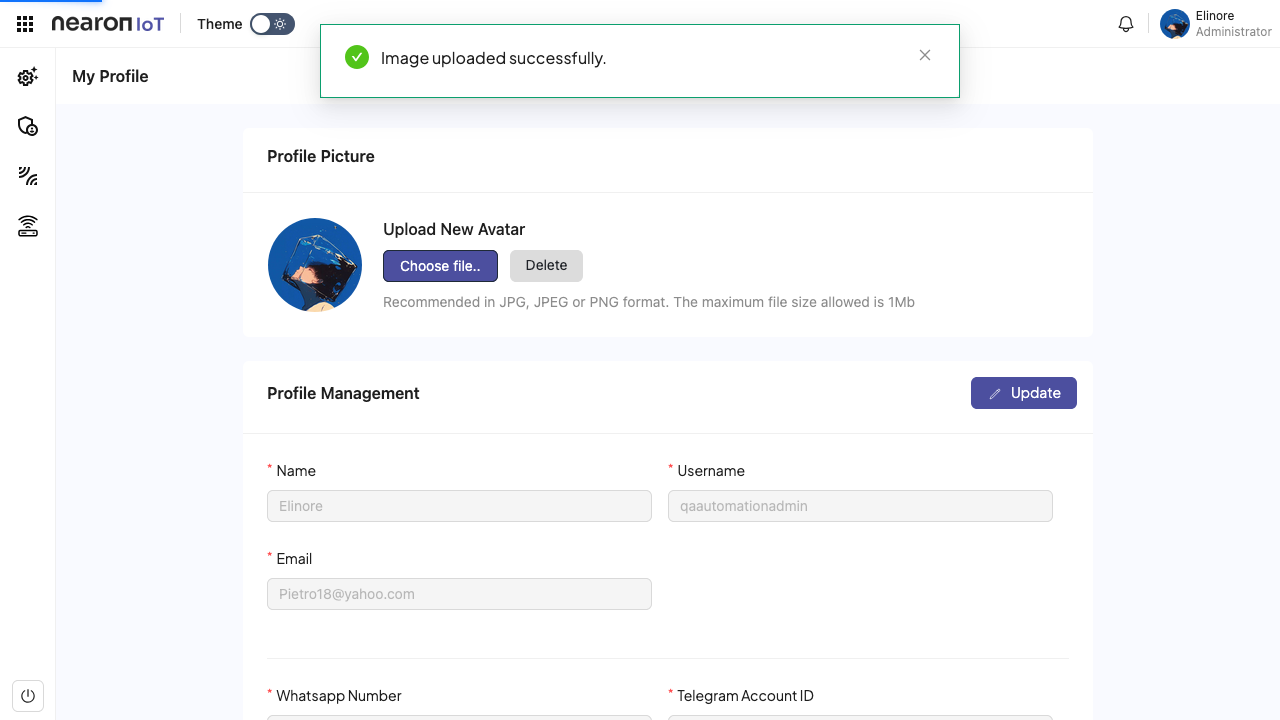 nearon IoT
Theme
Image uploaded successfully.
Elinore
Administrator
My Profile
Profile Picture
Upload New Avatar
Choose file..
Delete
Recommended in JPG, JPEG or PNG format. The maximum file size allowed is 1Mb
Profile Management
Update
* Name
* Username
Elinore
qaautomationadmin
* Email
Pietro18@yahoo.com
* Whatsapp Number
* Telegram Account ID